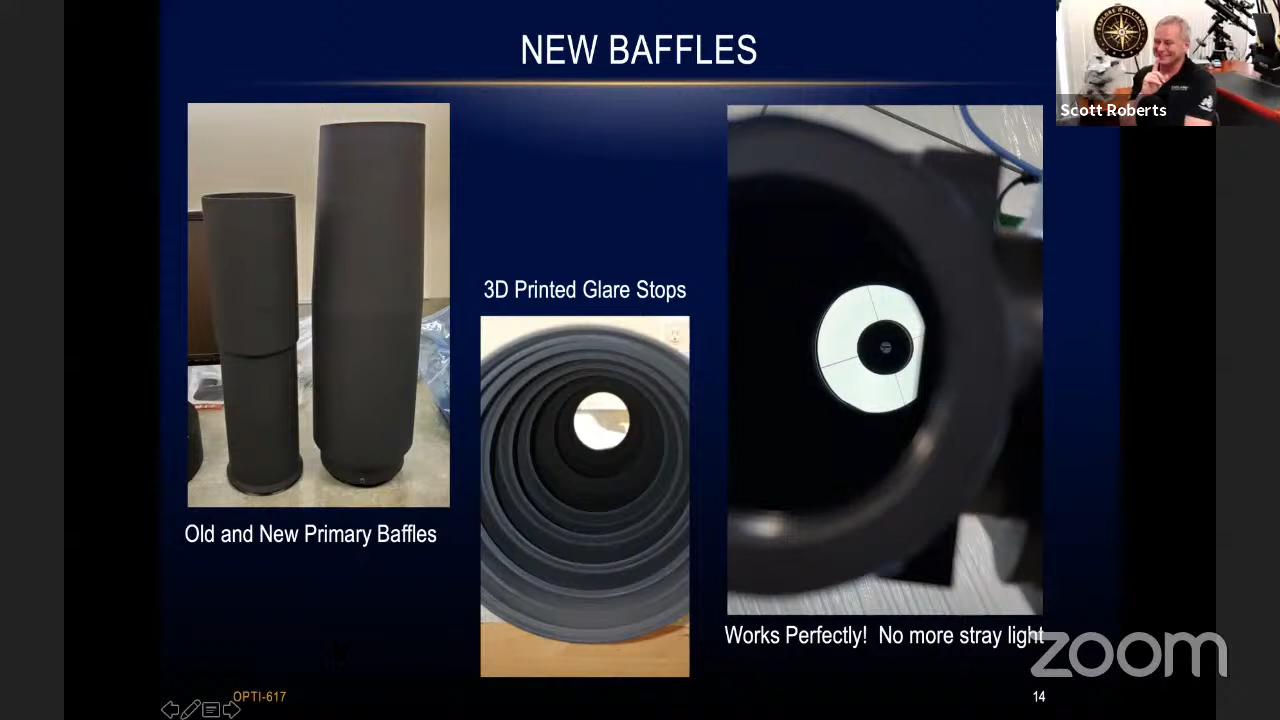 NEW BAFFLES
Scott Roberts
3D Printed Glare Stops
Old and New Primary Baffles
Works Perfectly!  No more stray light
zoom
OPTI-617
14